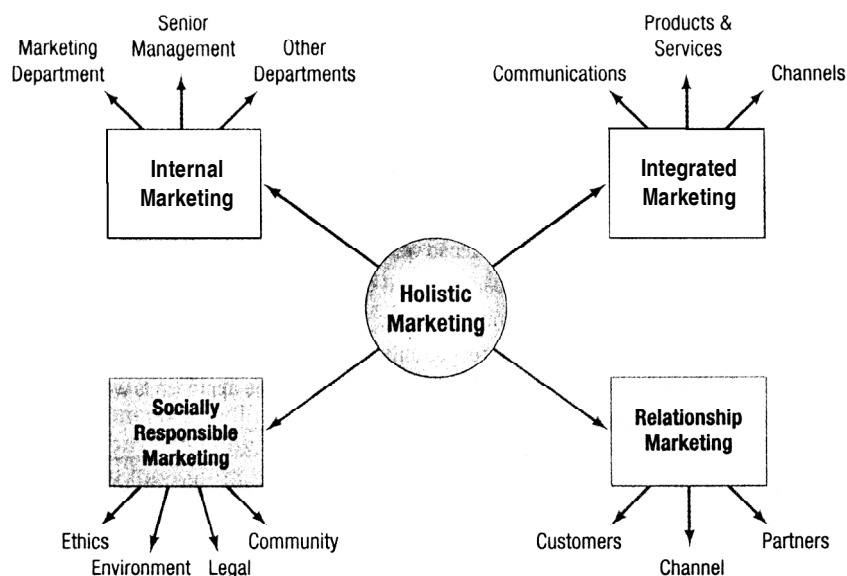 Senior
Management
Marketing
Department
Other
Departments
Products &
Services
Communications
Channels
Internal
Marketing
Integrated
Marketing
Holistic
Marketing
Socially
Responsible
Marketing
Relationship
Marketing
Ethics
Environment
Legal
Community
Customers
Channel
Partners